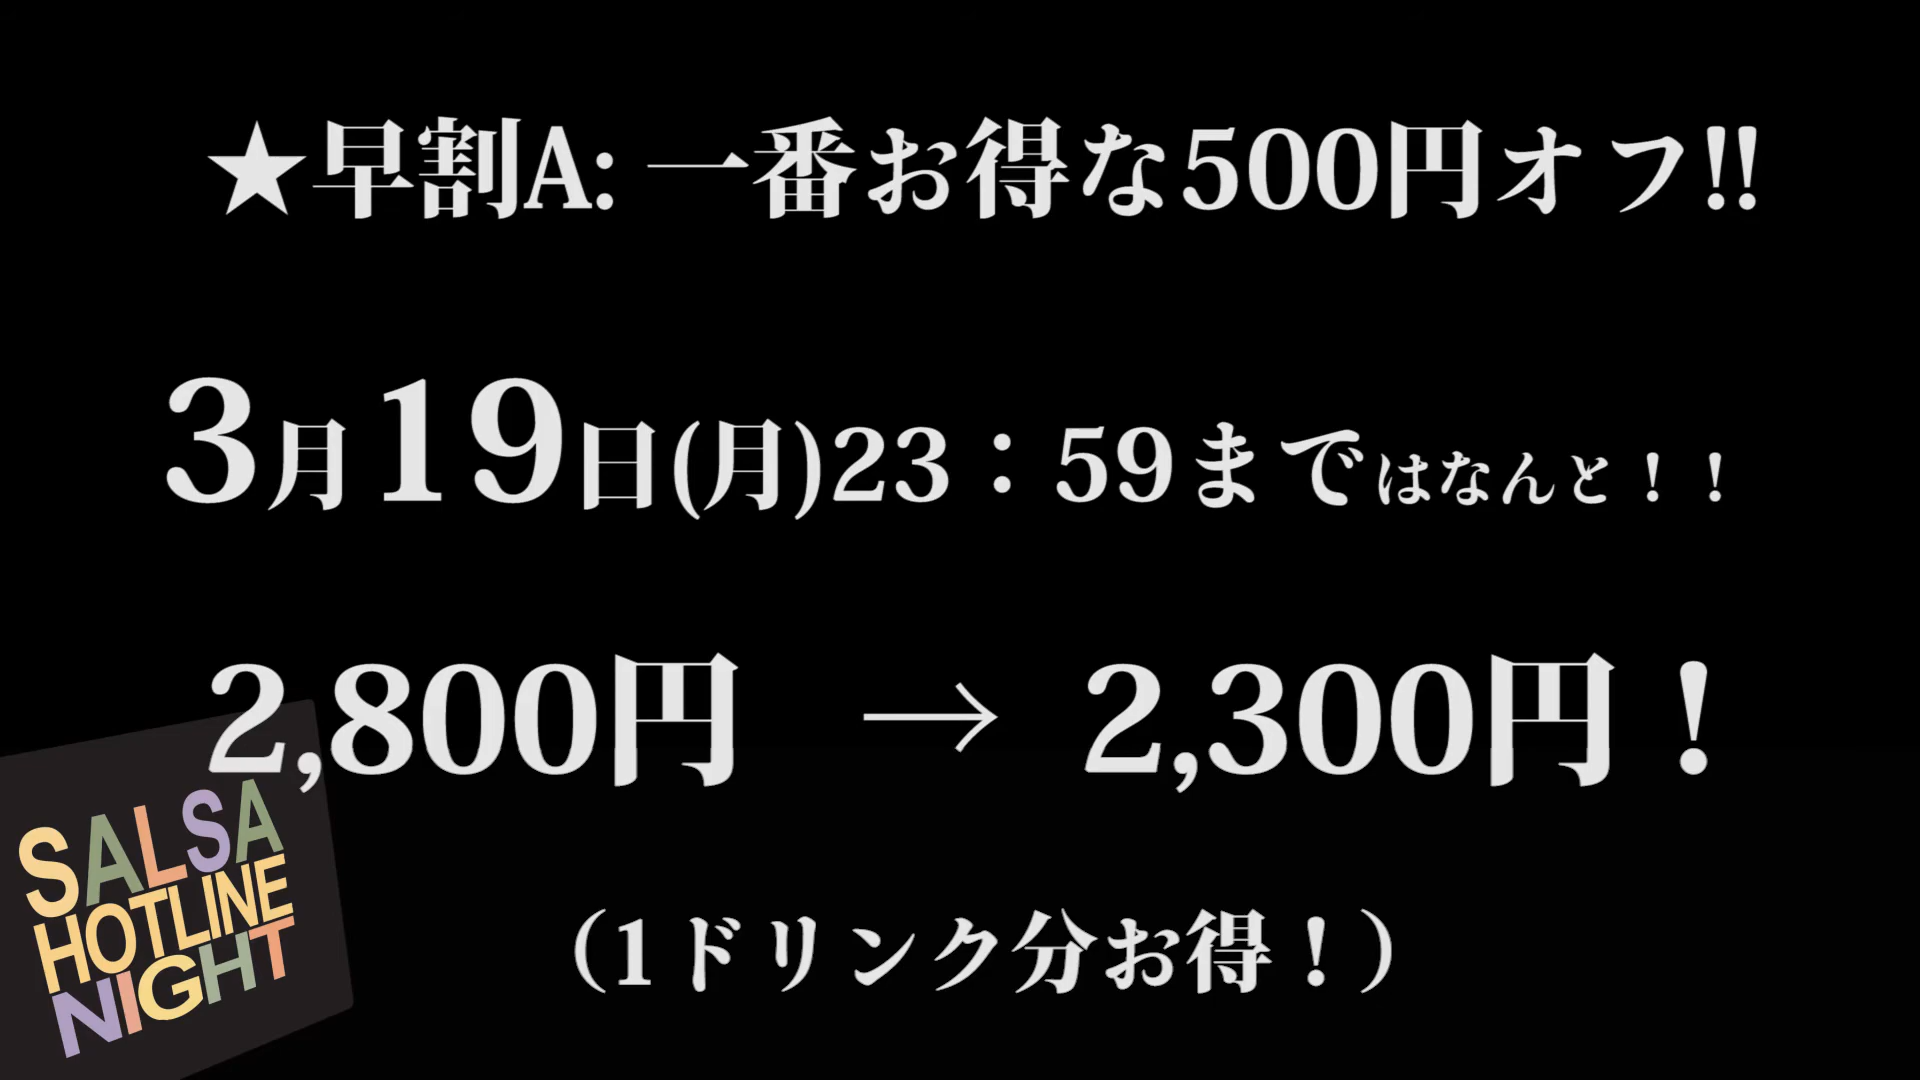 ★早割A: 一番お得な500円オフ!!
3月19日(月)23：59まではなんと！！
2,800円 → 2,300円！
（1ドリンク分お得！）
SALSA
HOTLINE
NIGHT